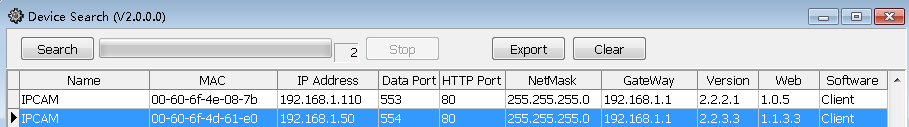 Device Search (V2.0.0.0)
Search 2 Stop Export Clear
Name MAC IP Address Data Port HTTP Port NetMask GateWay Version Web Software
IPCAM 00-60-6f-4e-08-7b 192.168.1.110 553 80 255.255.255.0 192.168.1.1 2.2.2.1 1.0.5 Client
IPCAM 00-60-6f-4d-61-e0 192.168.1.50 554 80 255.255.255.0 192.168.1.1 2.2.3.3 1.1.3.3 Client